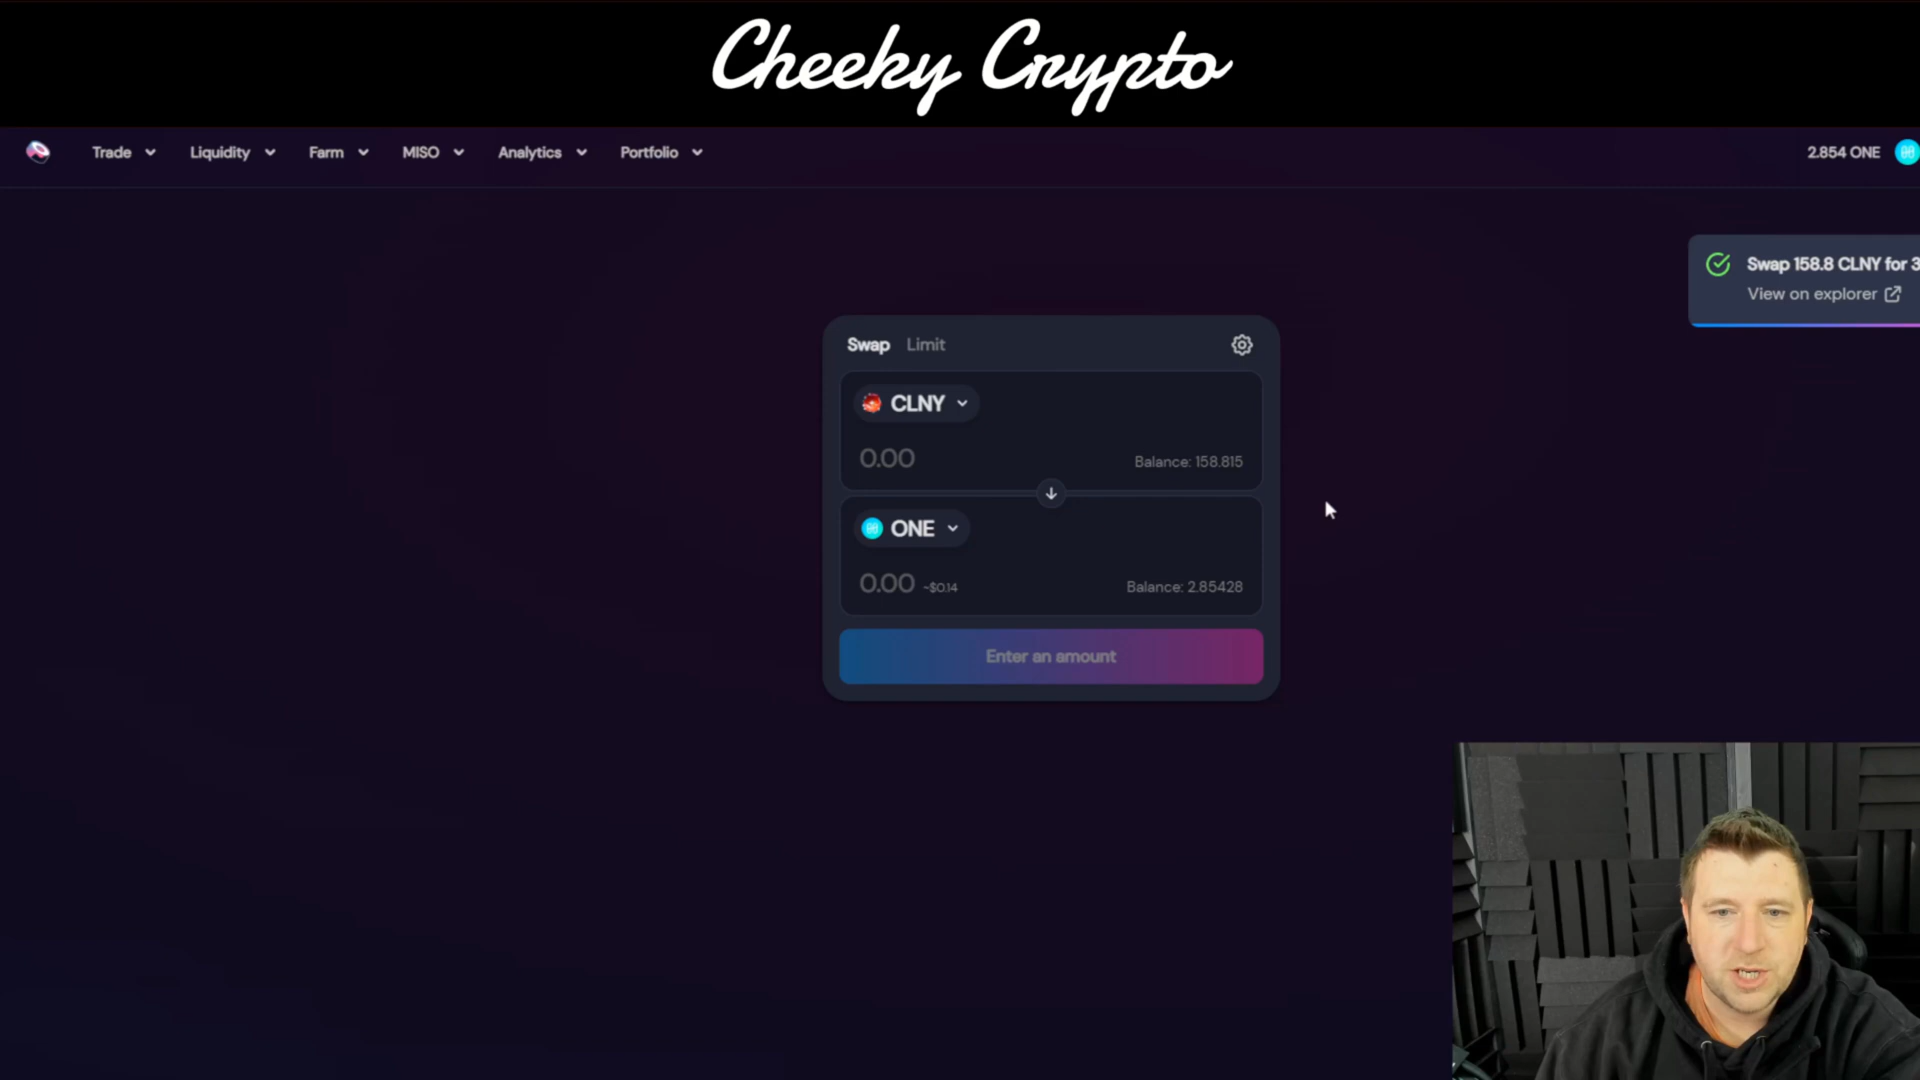 Cheeky Crypto
Trade Liquidity Farm MISO Analytics Portfolio 2.854 ONE
Swap 158.8 CLNY for 3
View on explorer
Swap Limit
CLNY
0.00 Balance: 158.815
ONE
0.00 ~$0.14 Balance: 2.85428
Enter an amount